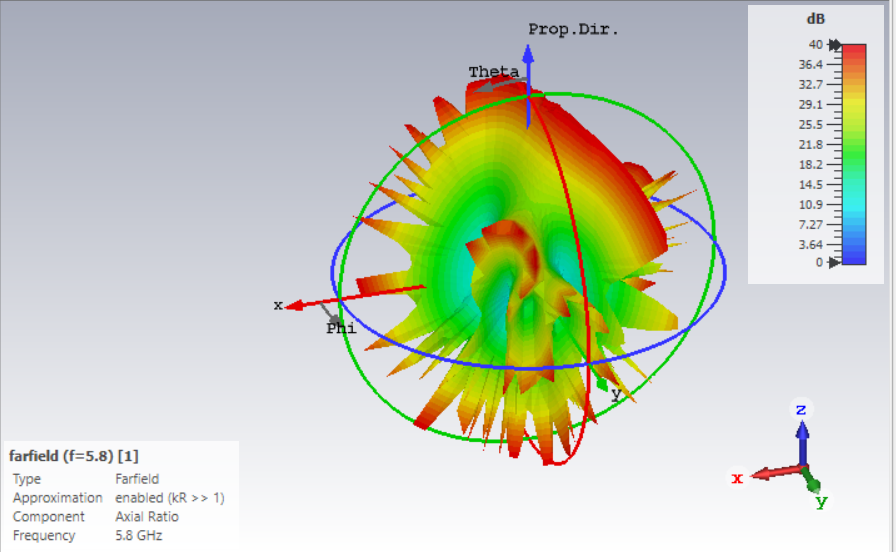 dB
Prop.Dir.
40
36.4
Theta
32.7
29.1
25.5
21.8
18.2
14.5
10.9
7.27
3.64
0
x
Phi
y
z
farfield (f=5.8) [1]
x
Type Farfield
Approximation enabled (kR >> 1)
y
Component Axial Ratio
Frequency 5.8 GHz